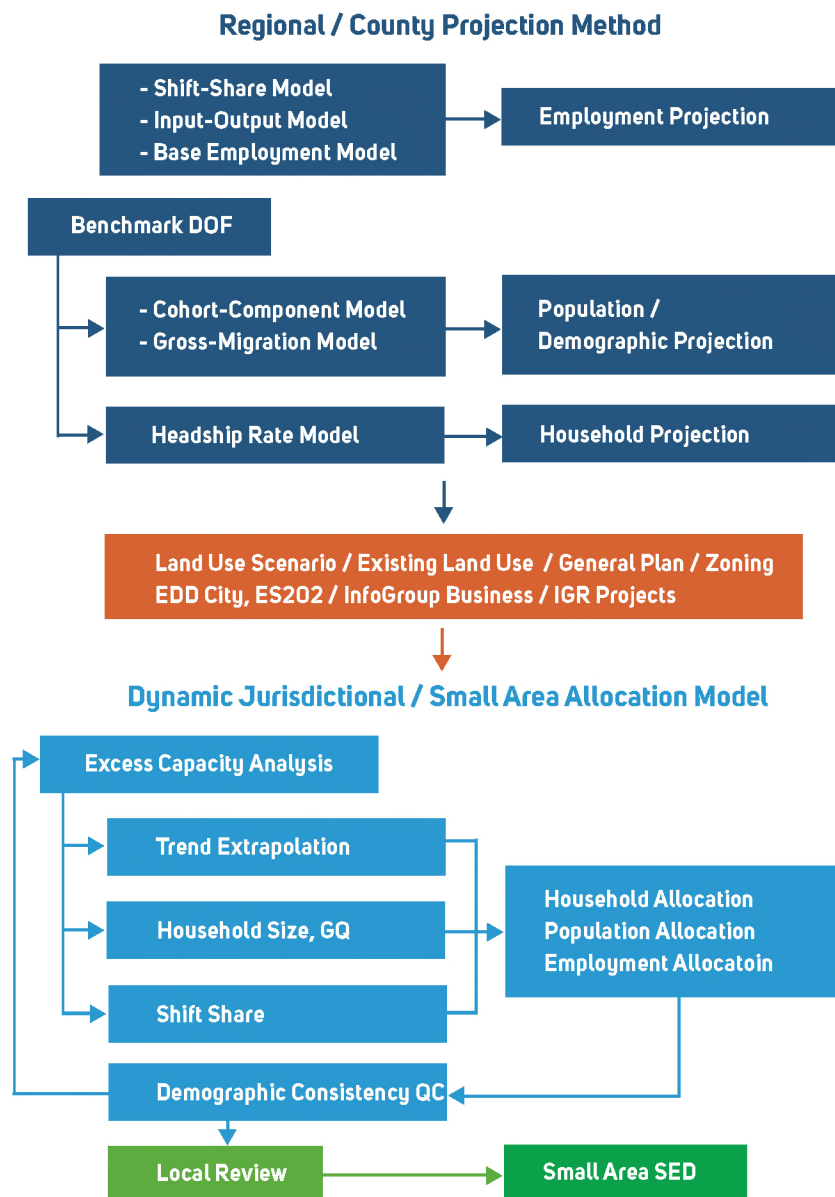 Regional / County Projection Method
- Shift-Share Model
- Input-Output Model
- Base Employment Model
Employment Projection
Benchmark DOF
- Cohort-Component Model
- Gross-Migration Model
Population /
Demographic Projection
Headship Rate Model
Household Projection
Land Use Scenario / Existing Land Use / General Plan / Zoning
EDD City, ES202 / InfoGroup Business / IGR Projects
Dynamic Jurisdictional / Small Area Allocation Model
Excess Capacity Analysis
Trend Extrapolation
Household Size, GQ
Shift Share
Household Allocation
Population Allocation
Employment Allocatoin
Demographic Consistency QC
Local Review
Small Area SED